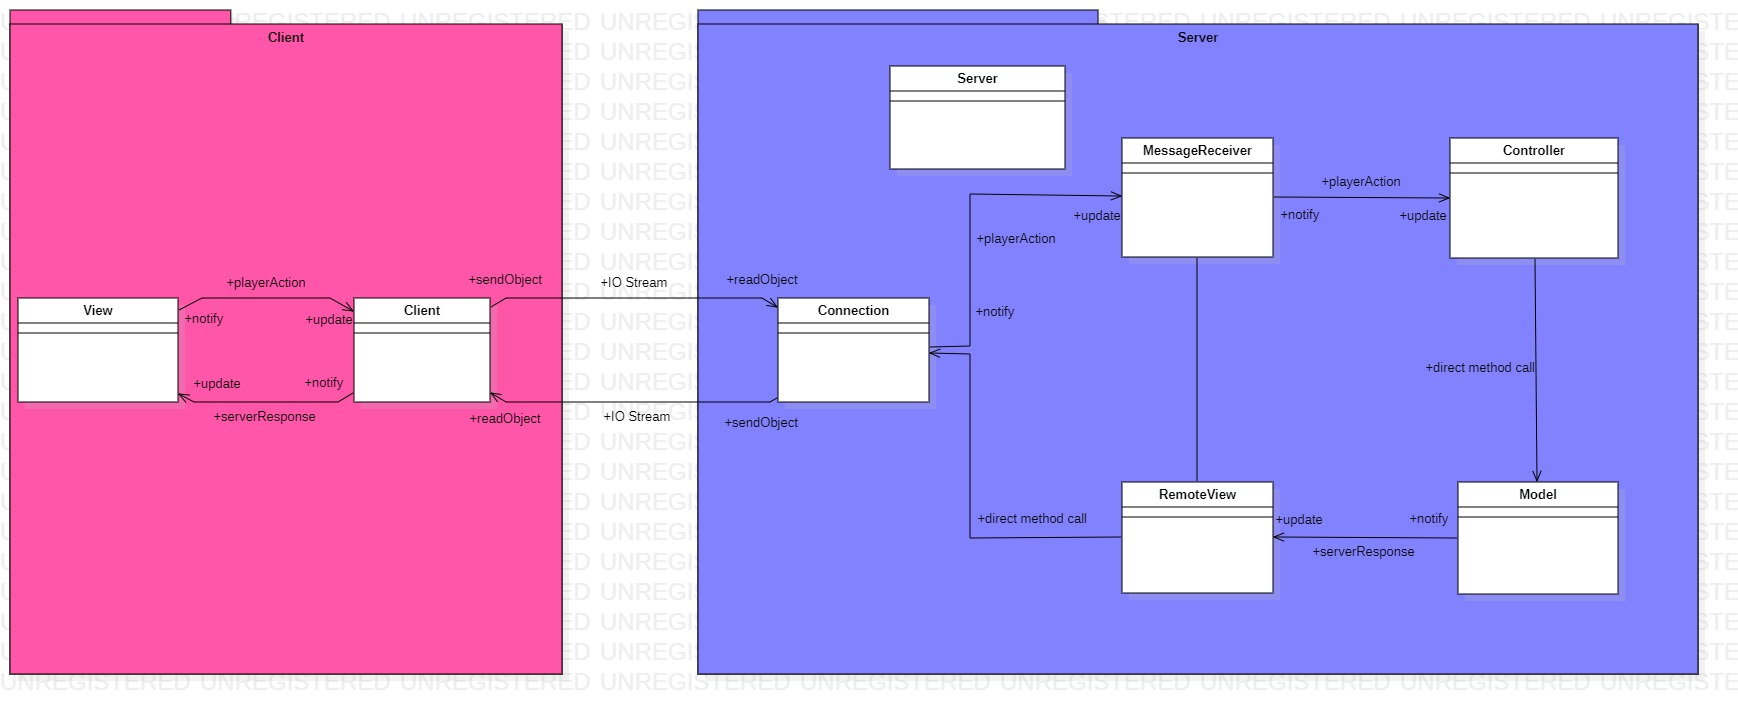 Client
Server
Server
MessageReceiver
Controller
+playerAction
+update
+notify
+update
+playerAction
+sendObject
+IO Stream
+readObject
+playerAction
View
Client
Connection
+notify
+update
+notify
+direct method call
+update
+notify
+serverResponse
+readObject
+IO Stream
+sendObject
RemoteView
Model
+direct method call
+update
+notify
+serverResponse
UNREGISTERED UNREGISTERED UNREGISTERED UNREGISTERED UNREGISTERED UNREGISTERED UNREGISTERED UNREGISTERED